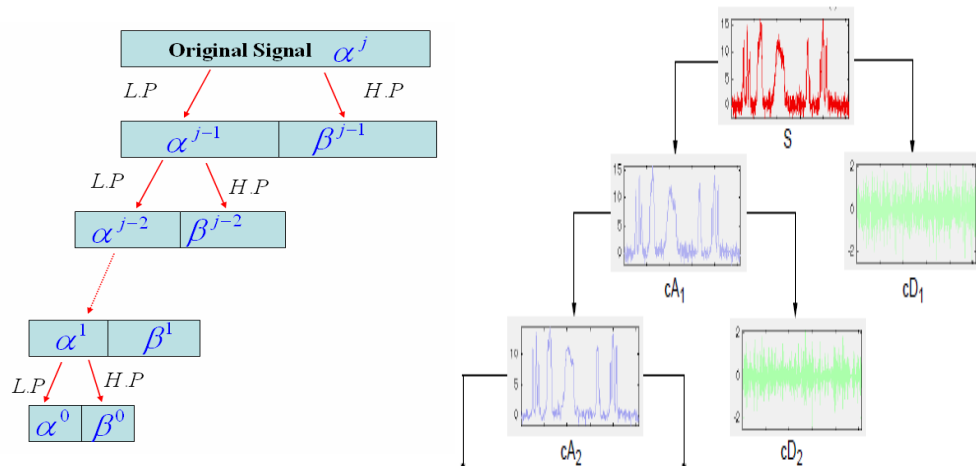 Original Signal α^j
L.P H.P
α^{j-1} β^{j-1}
L.P H.P
α^{j-2} β^{j-2}
α^1 β^1
L.P H.P
α^0 β^0
15
10
5
0
S
15
10
5
0
cA₁
2
0
-2
cD₁
10
5
0
cA₂
2
0
-2
cD₂